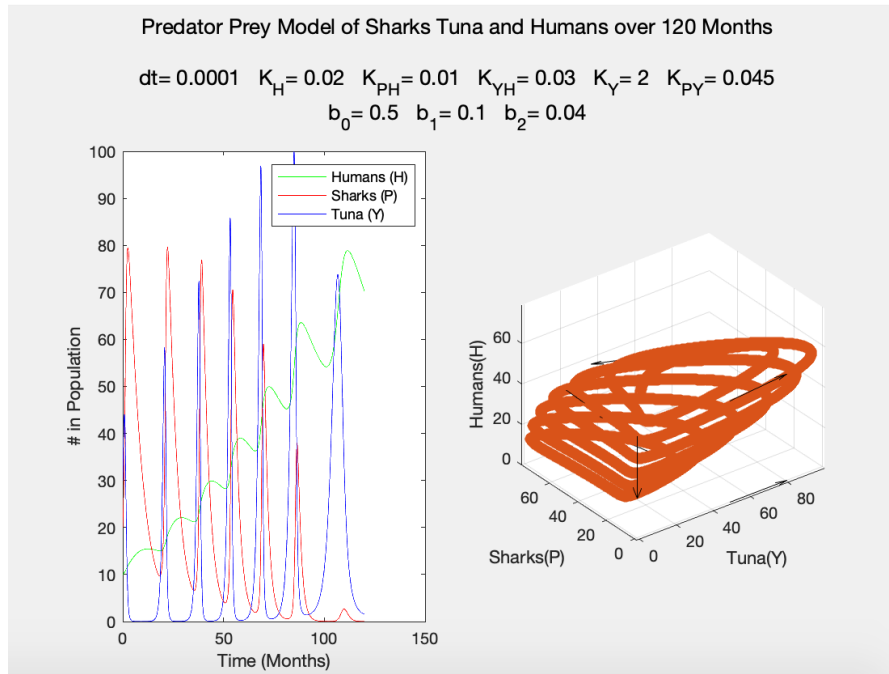 Predator Prey Model of Sharks Tuna and Humans over 120 Months
dt= 0.0001 K_H= 0.02 K_PH= 0.01 K_YH= 0.03 K_Y= 2 K_PY= 0.045
b_0= 0.5 b_1= 0.1 b_2= 0.04
# in Population
100
90
80
70
60
50
40
30
20
10
0
0 50 100 150
Time (Months)
Humans (H)
Sharks (P)
Tuna (Y)
Humans(H)
60
40
20
0
60
40
20
0
Sharks(P)
0
20
40
60
80
Tuna(Y)